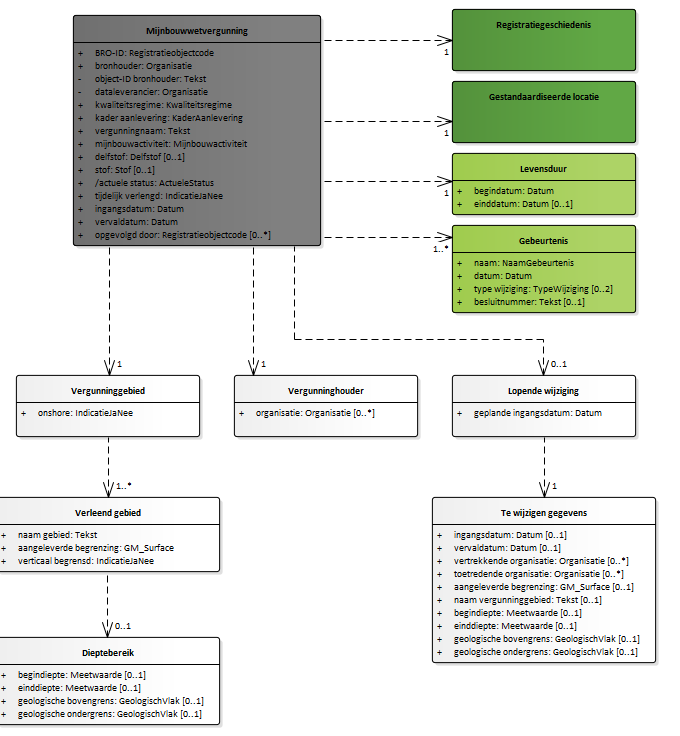 Mijnbouwwetvergunning
+ BRO-ID: Registratieobjectcode
+ bronhouder: Organisatie
- object-ID bronhouder: Tekst
- dataleverancier: Organisatie
+ kwaliteitsregime: Kwaliteitsregime
+ kader aanlevering: KaderAanlevering
+ vergunningnaam: Tekst
+ mijnbouwactiviteit: Mijnbouwactiviteit
+ delfstof: Delfstof [0..1]
+ stof: Stof [0..1]
+ /actuele status: ActueleStatus
+ tijdelijk verlengd: IndicatieJaNee
+ ingangsdatum: Datum
+ vervaldatum: Datum
+ opgevolgd door: Registratieobjectcode [0..*]
Registratiegeschiedenis
1
Gestandaardiseerde locatie
1
Levensduur
+ begindatum: Datum
+ einddatum: Datum [0..1]
1
Gebeurtenis
+ naam: NaamGebeurtenis
+ datum: Datum
+ type wijziging: TypeWijziging [0..2]
+ besluitnummer: Tekst [0..1]
1..*
1
1
0..1
Vergunninggebied
+ onshore: IndicatieJaNee
Vergunninghouder
+ organisatie: Organisatie [0..*]
Lopende wijziging
+ geplande ingangsdatum: Datum
1..*
1
Verleend gebied
+ naam gebied: Tekst
+ aangeleverde begrenzing: GM_Surface
+ verticaal begrensd: IndicatieJaNee
0..1
Dieptebereik
+ begindiepte: Meetwaarde [0..1]
+ einddiepte: Meetwaarde [0..1]
+ geologische bovengrens: GeologischVlak [0..1]
+ geologische ondergrens: GeologischVlak [0..1]
Te wijzigen gegevens
+ ingangsdatum: Datum [0..1]
+ vervaldatum: Datum [0..1]
+ vertrekkende organisatie: Organisatie [0..*]
+ toetredende organisatie: Organisatie [0..*]
+ aangeleverde begrenzing: GM_Surface [0..1]
+ naam vergunninggebied: Tekst [0..1]
+ begindiepte: Meetwaarde [0..1]
+ einddiepte: Meetwaarde [0..1]
+ geologische bovengrens: GeologischVlak [0..1]
+ geologische ondergrens: GeologischVlak [0..1]